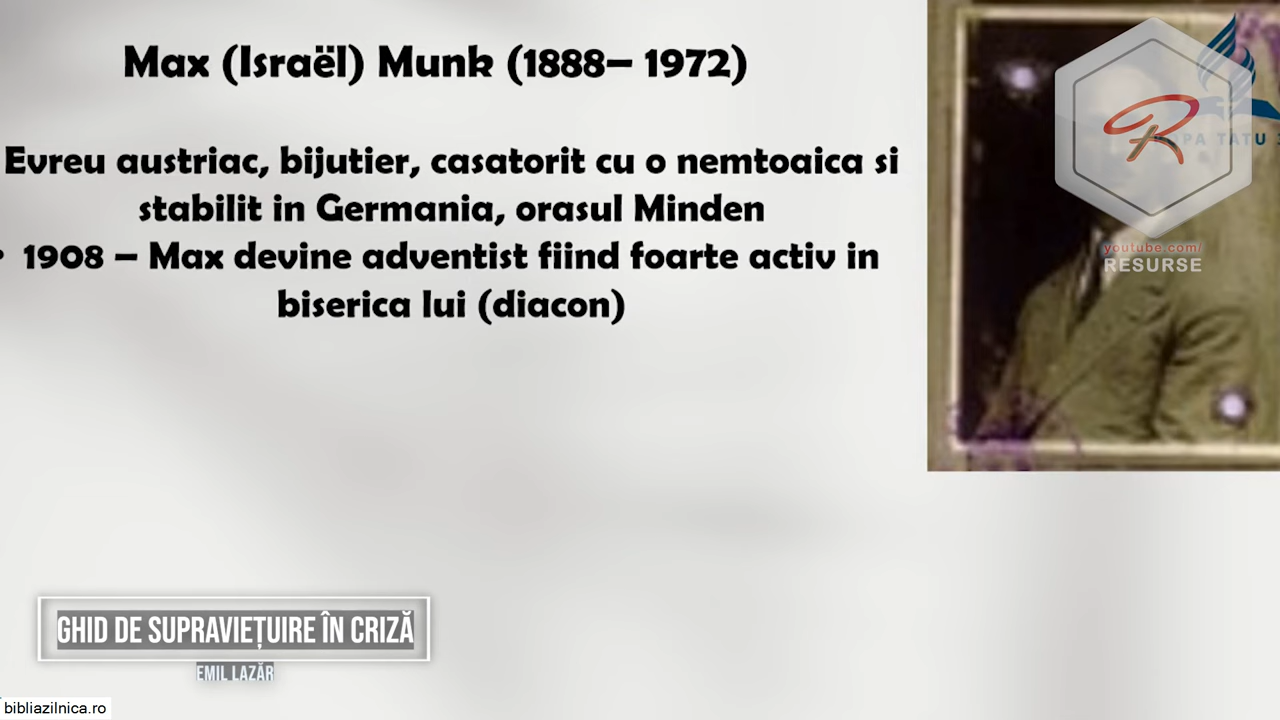 Max (Israël) Munk (1888– 1972)
Evreu austriac, bijutier, casatorit cu o nemtoaica si
stabilit in Germania, orasul Minden
• 1908 – Max devine adventist fiind foarte activ in
biserica lui (diacon)
R
TATU
youtube.com/
RESURSE
GHID DE SUPRAVIEȚUIRE ÎN CRIZĂ
EMIL LAZĂR
bibliazilnica.ro